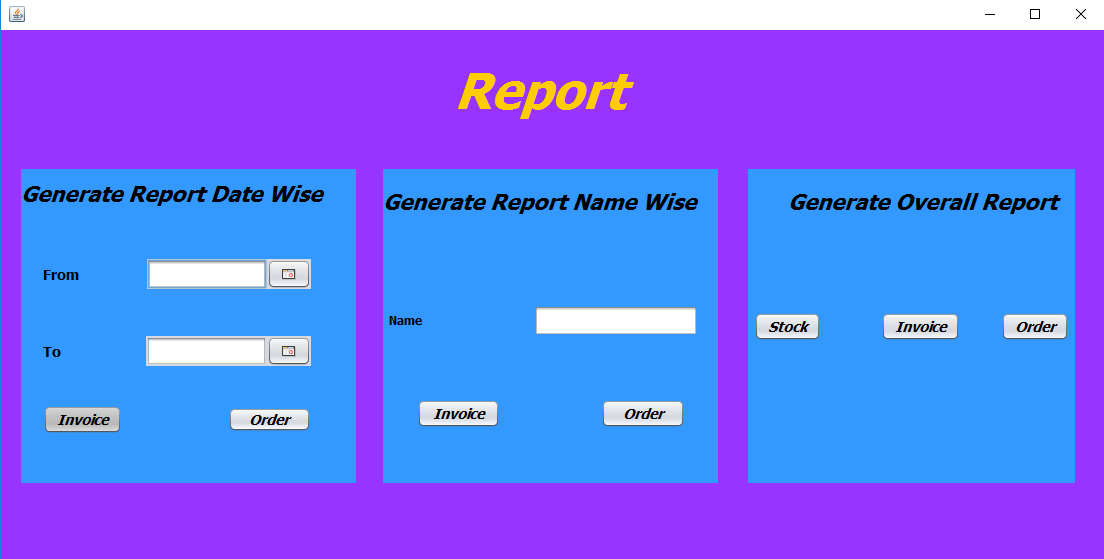 Report
Generate Report Date Wise
From
To
Invoice Order
Generate Report Name Wise
Name
Invoice Order
Generate Overall Report
Stock Invoice Order